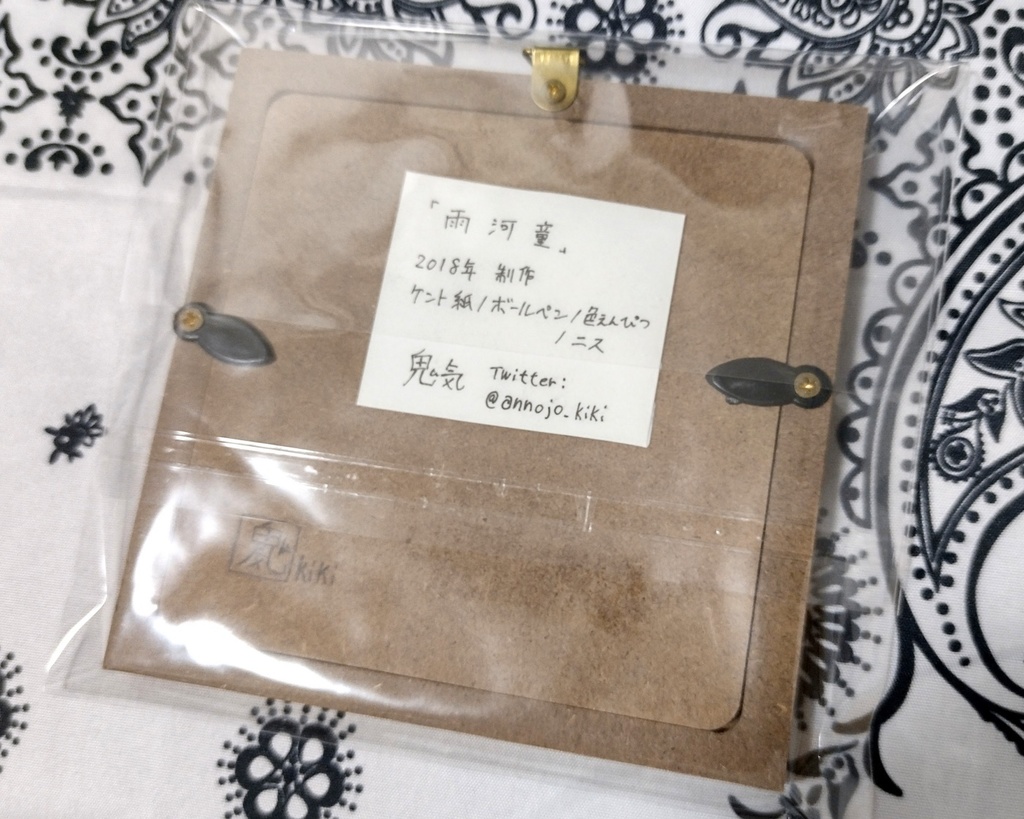 「雨河童」
2018年 制作
ケント紙/ボールペン/色えんぴつ
/ニス
鬼気 Twitter:
@annojo_kiki
kiki